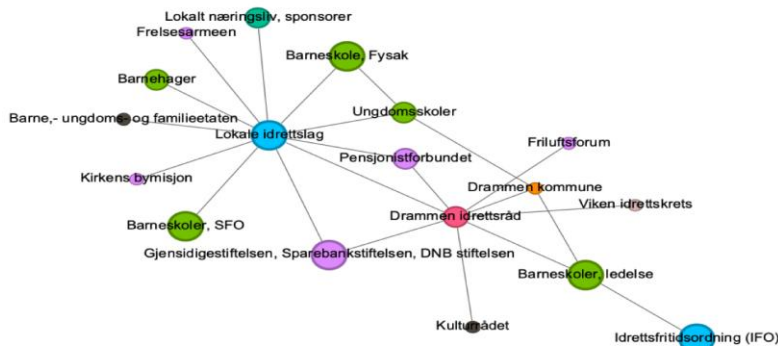 Lokalt næringsliv, sponsorer
Frelsesarmeen
Barneskole, Fysak
Barnehager
Ungdomsskoler
Barne,- ungdoms- og familieetaten
Lokale idrettslag
Friluftsforum
Pensjonistforbundet
Kirkens bymisjon
Drammen kommune
Viken idrettskrets
Drammen idrettsråd
Barneskoler, SFO
Gjensidigestiftelsen, Sparebankstiftelsen, DNB stiftelsen
Barneskoler, ledelse
Kulturrådet
Idrettsfritidsordning (IFO)